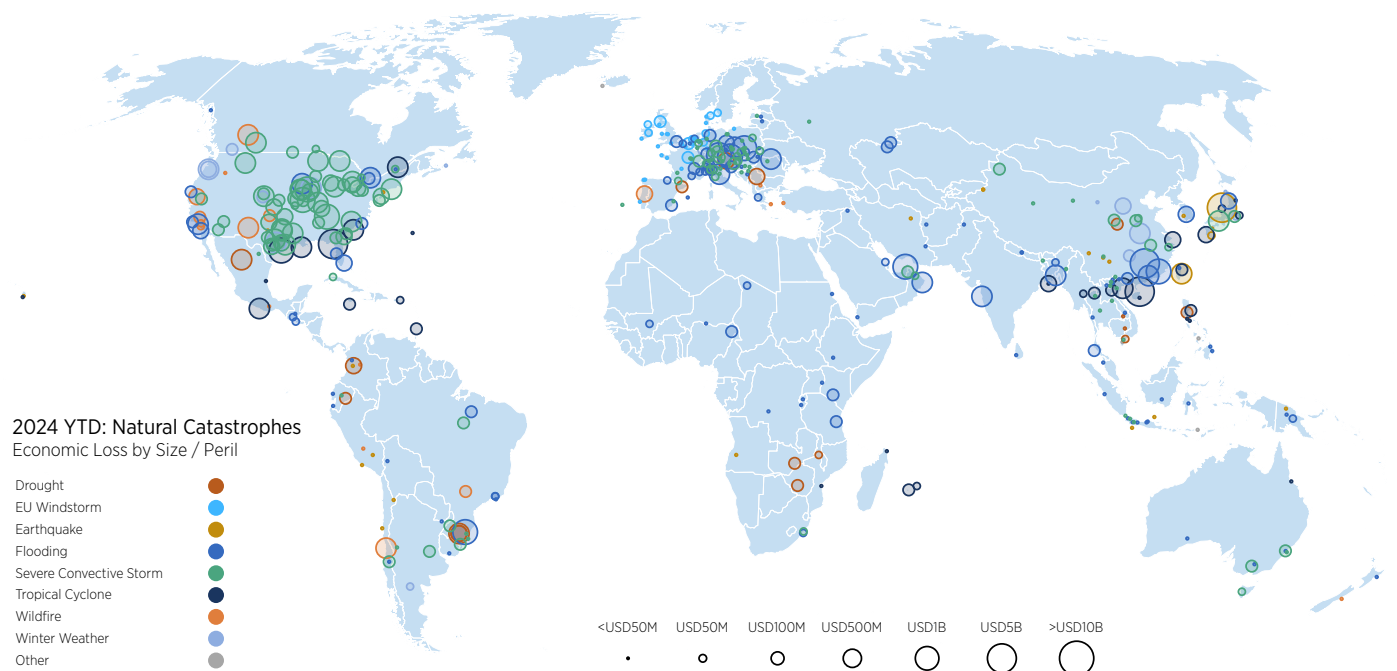 2024 YTD: Natural Catastrophes
Economic Loss by Size / Peril
Drought
EU Windstorm
Earthquake
Flooding
Severe Convective Storm
Tropical Cyclone
Wildfire
Winter Weather
Other
<USD50M USD50M USD100M USD500M USD1B USD5B >USD10B